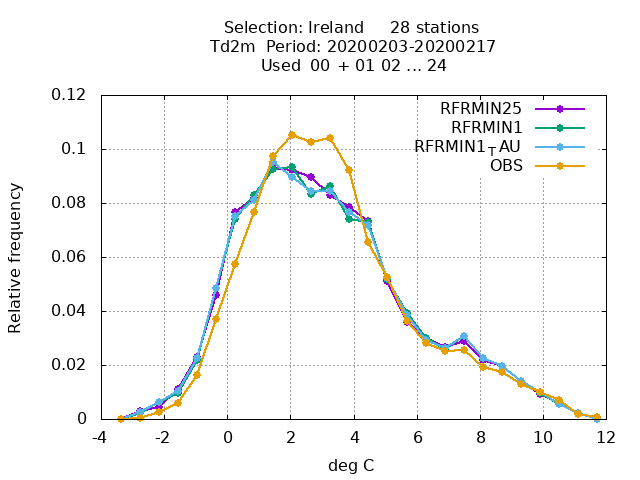 Selection: Ireland     28 stations
Td2m  Period: 20200203-20200217
Used  00  + 01 02 ... 24
RFRMIN25
RFRMIN1
RFRMIN1_TAU
OBS
Relative frequency
0.12
0.1
0.08
0.06
0.04
0.02
0
-4 -2 0 2 4 6 8 10 12
deg C